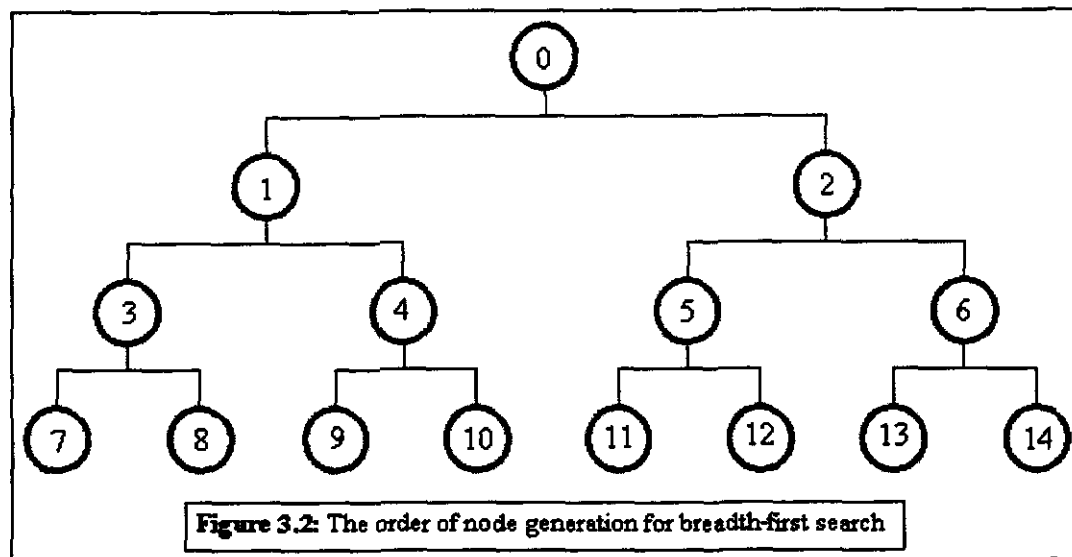 0
1 2
3 4 5 6
7 8 9 10 11 12 13 14
Figure 3.2: The order of node generation for breadth-first search